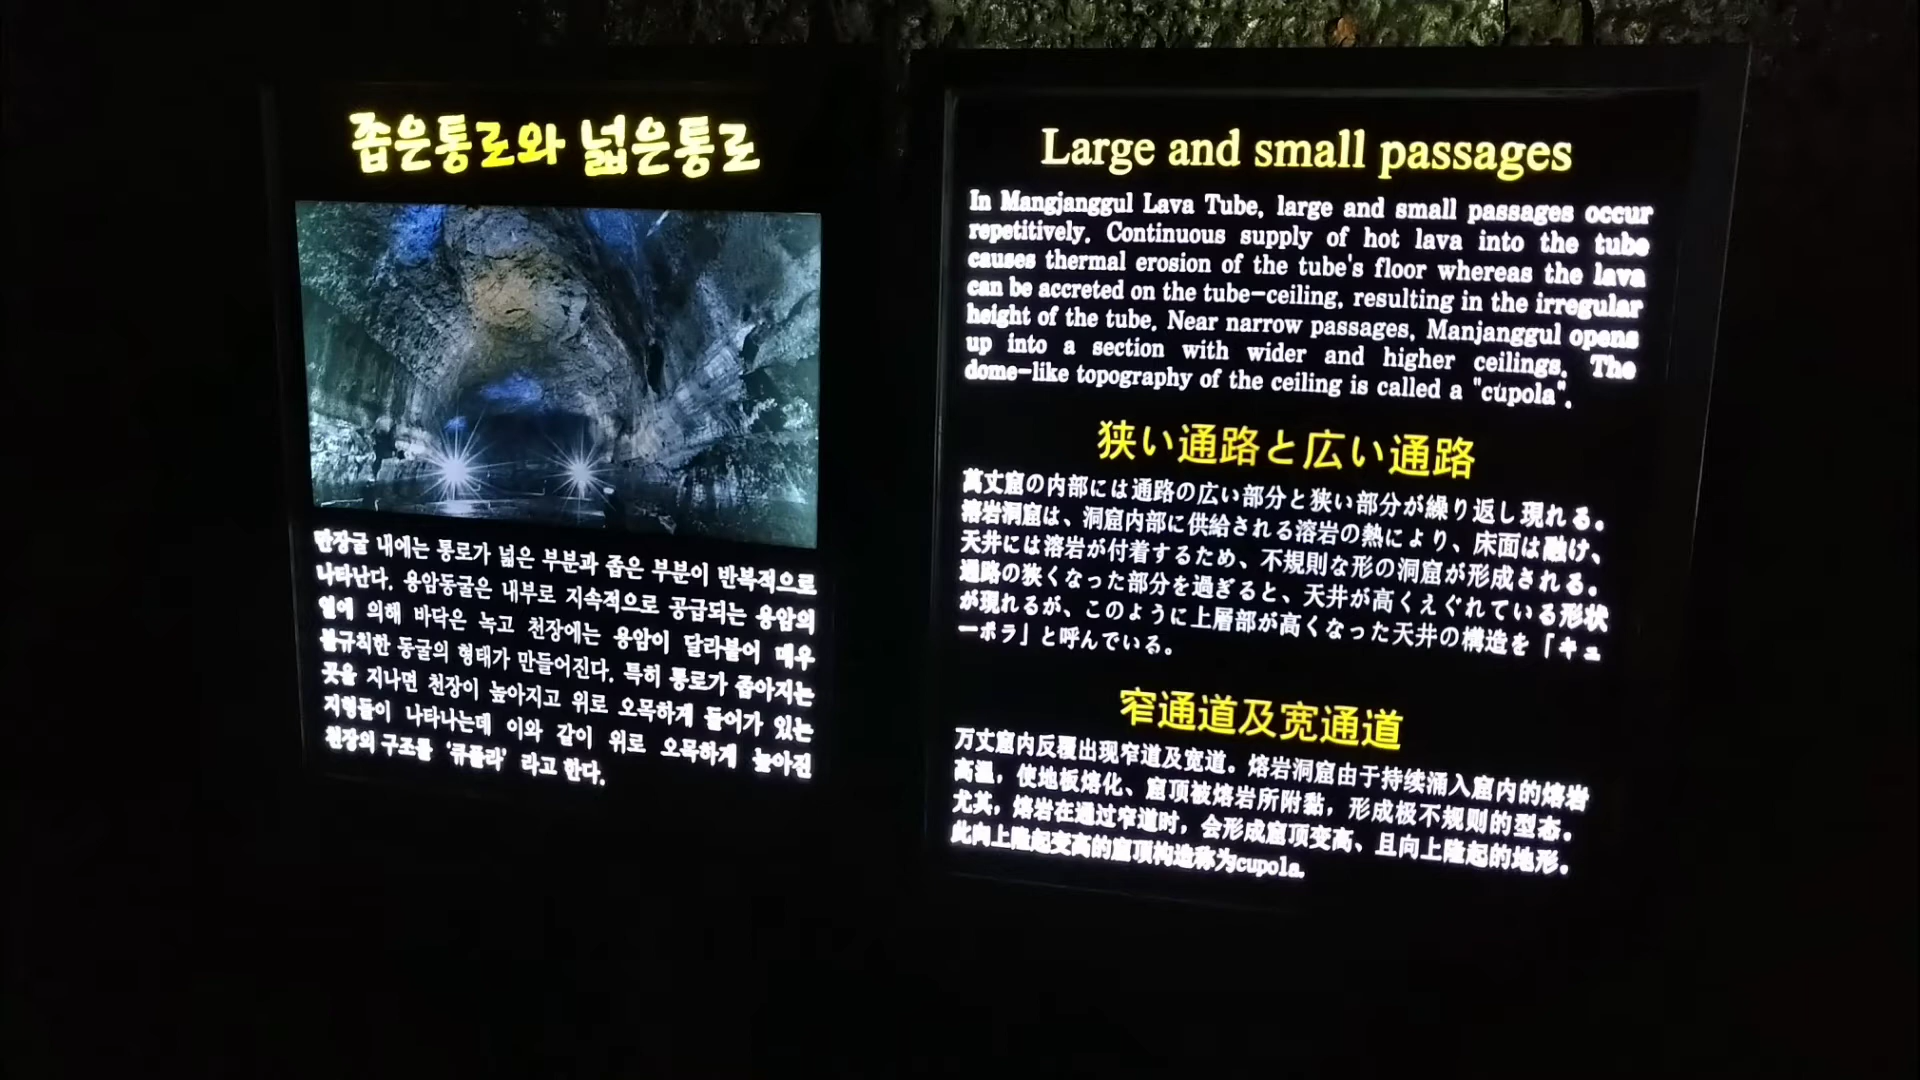 좁은통로와 넓은통로
만장굴 내에는 통로가 넓은 부분과 좁은 부분이 반복적으로
나타난다. 용암동굴은 내부로 지속적으로 공급되는 용암의
열에 의해 바닥은 녹고 천장에는 용암이 달라붙어 매우
불규칙한 동굴의 형태가 만들어진다. 특히 통로가 좁아지는
곳을 지나면 천장이 높아지고 위로 오목하게 들어가 있는
지형들이 나타나는데 이와 같이 위로 오목하게 높아진
천장의 구조를 '큐폴라' 라고 한다.
Large and small passages
In Mangjanggul Lava Tube, large and small passages occur
repetitively. Continuous supply of hot lava into the tube
causes thermal erosion of the tube's floor whereas the lava
can be accreted on the tube-ceiling, resulting in the irregular
height of the tube. Near narrow passages, Manjanggul opens
up into a section with wider and higher ceilings. The
dome-like topography of the ceiling is called a "cupola".
狭い通路と広い通路
萬丈窟の内部には通路の広い部分と狭い部分が繰り返し現れる。
溶岩洞窟は、洞窟内部に供給される溶岩の熱により、床面は融け、
天井には溶岩が付着するため、不規則な形の洞窟が形成される。
通路の狭くなった部分を過ぎると、天井が高くえぐれている形状
が現れるが、このように上層部が高くなった天井の構造を「キュ
ーポラ」と呼んでいる。
窄通道及宽通道
万丈窟内反覆出现窄道及宽道。熔岩洞窟由于持续涌入窟内的熔岩
高温，使地板熔化、窟顶被熔岩所附黏，形成极不规则的型态。
尤其，熔岩在通过窄道时，会形成窟顶变高、且向上隆起的地形。
此向上隆起变高的窟顶构造称为cupola.